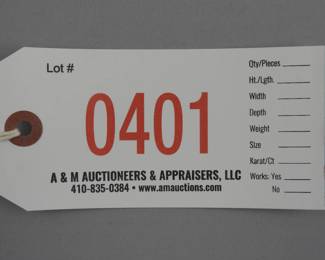 Lot #
0401
A & M AUCTIONEERS & APPRAISERS, LLC
410-835-0384 • www.amauctions.com
Qty/Pieces
Ht./Lgth.
Width
Depth
Weight
Size
Karat/Ct
Works: Yes
No